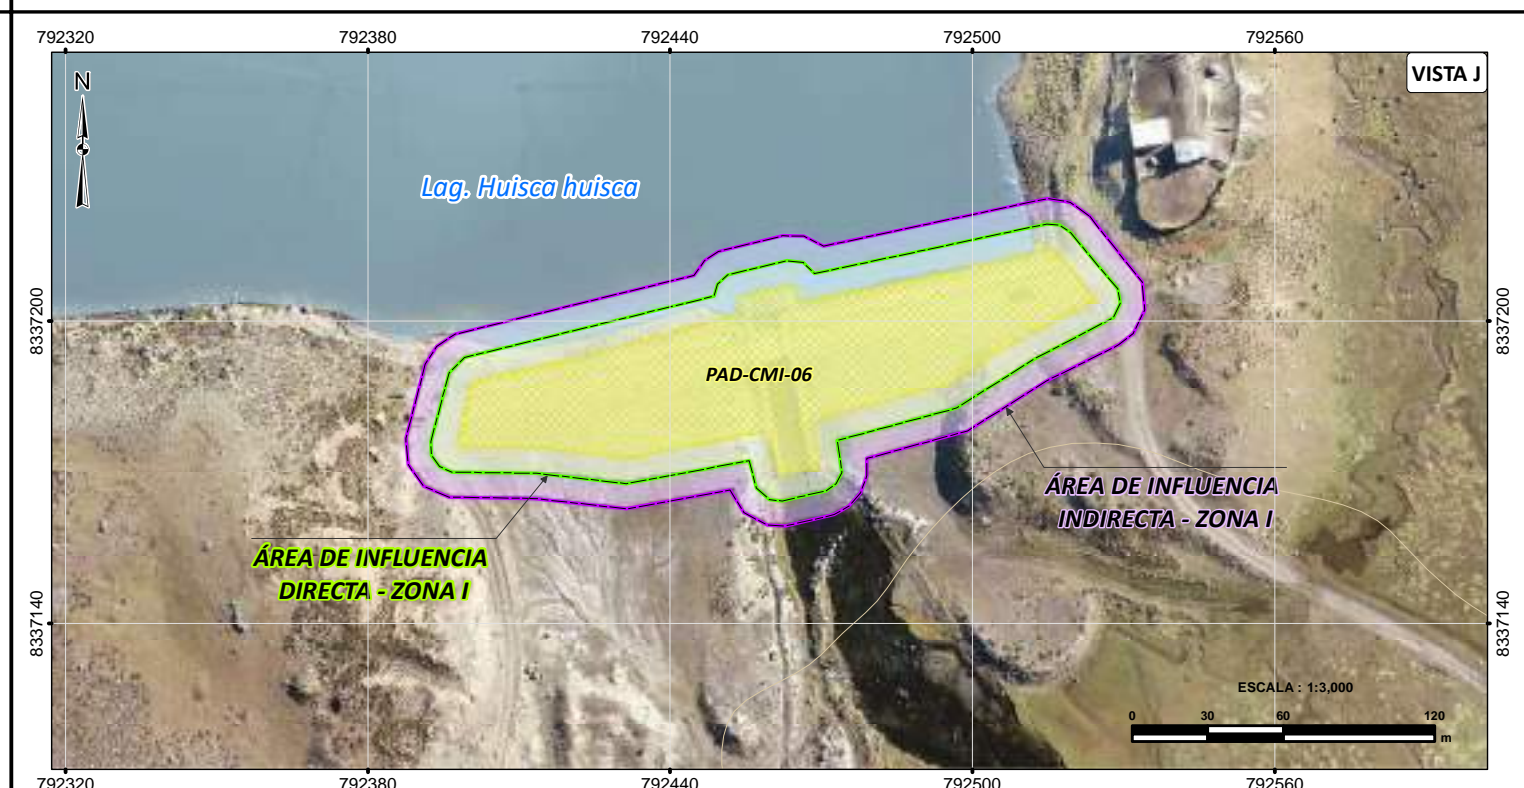 792320 792380 792440 792500 792560
VISTA J
N
Lag. Huisca huisca
8337200 8337200
PAD-CMI-06
ÁREA DE INFLUENCIA
INDIRECTA - ZONA I
ÁREA DE INFLUENCIA
DIRECTA - ZONA I
8337140 8337140
ESCALA : 1:3,000
0 30 60 120
m
792320 792380 792440 792500 792560